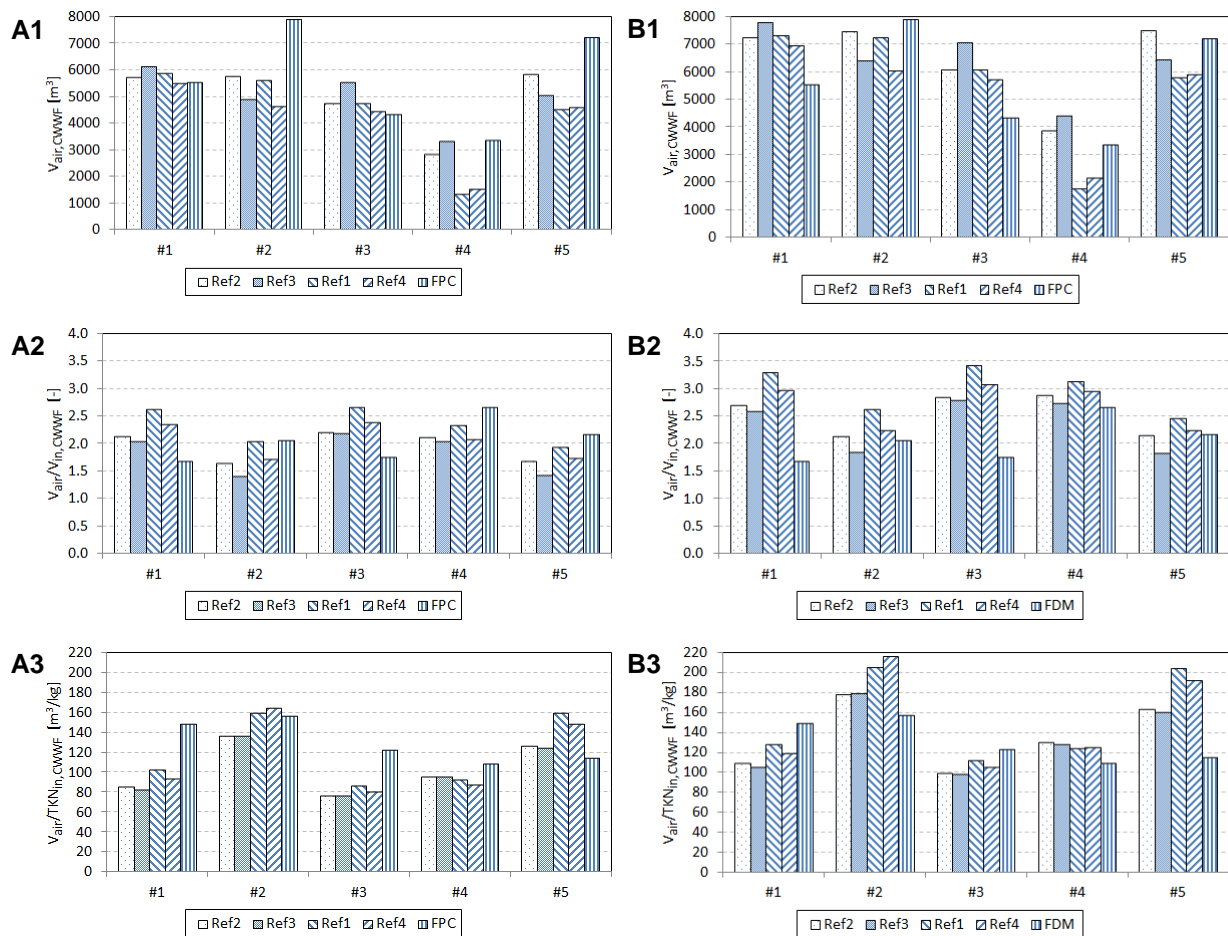 A1
Vair,CWWF [m³]
8000
7000
6000
5000
4000
3000
2000
1000
0
#1 #2 #3 #4 #5
Ref2 Ref3 Ref1 Ref4 FPC
B1
Vair,CWWF [m³]
8000
7000
6000
5000
4000
3000
2000
1000
0
#1 #2 #3 #4 #5
Ref2 Ref3 Ref1 Ref4 FPC
A2
Vair/Vin,CWWF [-]
4.0
3.5
3.0
2.5
2.0
1.5
1.0
0.5
0.0
#1 #2 #3 #4 #5
Ref2 Ref3 Ref1 Ref4 FPC
B2
Vair/Vin,CWWF [-]
4.0
3.5
3.0
2.5
2.0
1.5
1.0
0.5
0.0
#1 #2 #3 #4 #5
Ref2 Ref3 Ref1 Ref4 FDM
A3
Vair/TKNin,CWWF [m³/kg]
220
200
180
160
140
120
100
80
60
40
20
0
#1 #2 #3 #4 #5
Ref2 Ref3 Ref1 Ref4 FPC
B3
Vair/TKNin,CWWF [m³/kg]
220
200
180
160
140
120
100
80
60
40
20
0
#1 #2 #3 #4 #5
Ref2 Ref3 Ref1 Ref4 FDM